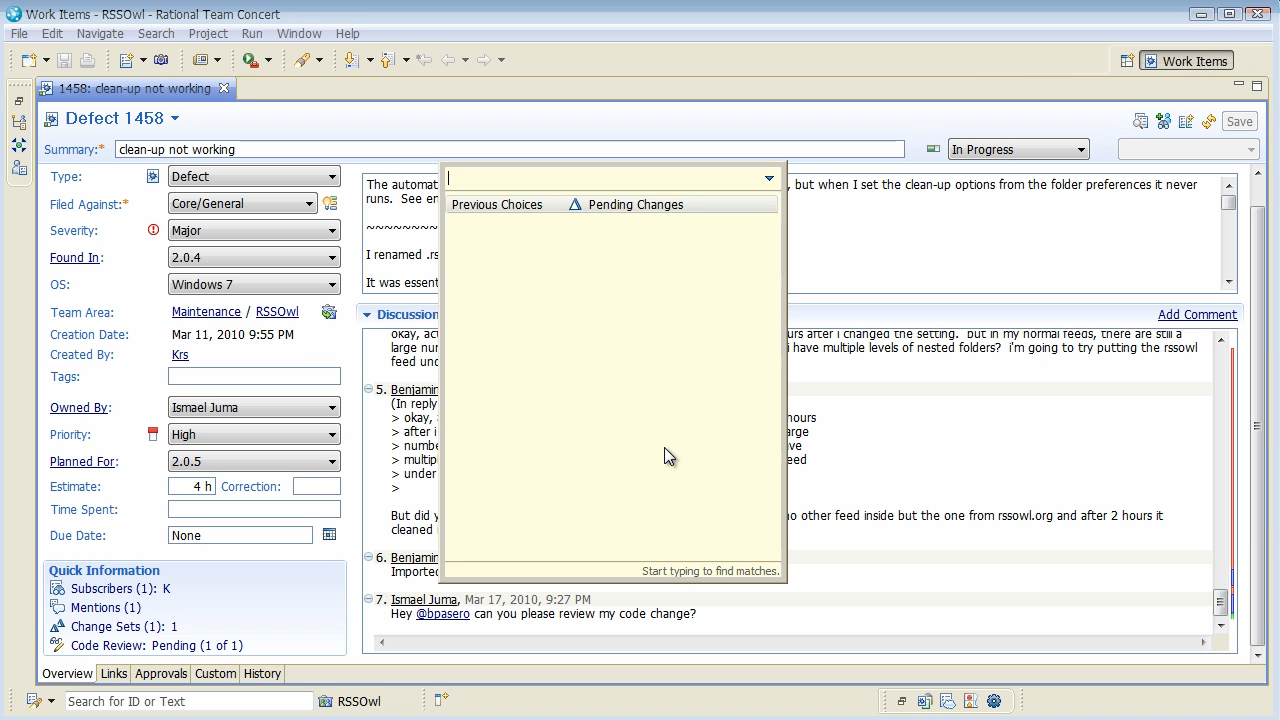 Work Items - RSSOwl - Rational Team Concert
File Edit Navigate Search Project Run Window Help
Work Items
1458: clean-up not working
Defect 1458
Save
Summary:* clean-up not working
In Progress
Type: Defect
Filed Against:* Core/General
Severity: Major
Found In: 2.0.4
OS: Windows 7
Team Area: Maintenance / RSSOwl
Creation Date: Mar 11, 2010 9:55 PM
Created By: Krs
Tags:
Owned By: Ismael Juma
Priority: High
Planned For: 2.0.5
Estimate: 4 h Correction:
Time Spent:
Due Date: None
Quick Information
Subscribers (1): K
Mentions (1)
Change Sets (1): 1
Code Review: Pending (1 of 1)
The automat , but when I set the clean-up options from the folder preferences it never
runs. See en
~~~~~~~~
I renamed .rs
It was essent
Previous Choices Pending Changes
Start typing to find matches.
Discussion
Add Comment
okay, act urs after i changed the setting. but in my normal feeds, there are still a
large nur i have multiple levels of nested folders? i'm going to try putting the rssowl
feed und
5. Benjamin
(In reply
> okay, hours
> after i arge
> numbe ve
> multip eed
> under
>
But did y no other feed inside but the one from rssowl.org and after 2 hours it
cleaned
6. Benjamin
Importe
7. Ismael Juma, Mar 17, 2010, 9:27 PM
Hey @bpasero can you please review my code change?
Overview Links Approvals Custom History
Search for ID or Text
RSSOwl